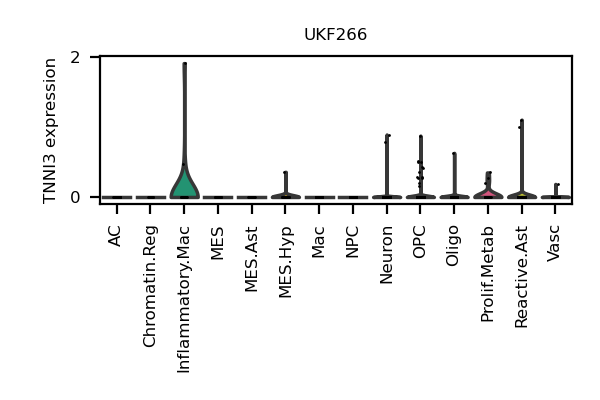 UKF266
TNNI3 expression
2
0
AC
Chromatin.Reg
Inflammatory.Mac
MES
MES.Ast
MES.Hyp
Mac
NPC
Neuron
OPC
Oligo
Prolif.Metab
Reactive.Ast
Vasc